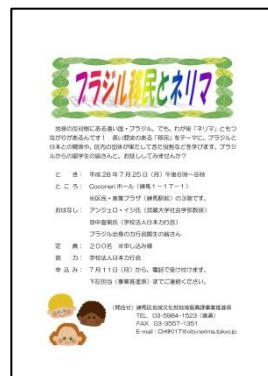 ブラジル移民とネリマ
地球の反対側にある遠い国・ブラジル。でも、わが街「ネリマ」ともつ
ながりがあるんです！ 長い歴史のある「移民」をテーマに、ブラジルと
日本との関係や、区内の団体が果たしてきた役割などを学びます。ブラジ
ルからの留学生の皆さんと、お話ししてみませんか？
と き： 平成28年7月25日（月）午後6時～8時
ところ： Coconeriホール（練馬1－17－1）
※区民・産業プラザ（練馬駅前）の3階です。
おはなし： アンジェロ・イシ氏（武蔵大学社会学部教授）
田中直樹氏（学校法人日本力行会）
ブラジル出身の力行会館生の皆さん
定 員： 200名 ※申し込み順
協 力： 学校法人日本力行会
申込み： 7月11日（月）から、電話で受け付けます。
下記担当（事業推進係）までご連絡ください。
（問合せ）練馬区地域文化部地域振興課事業推進係
TEL 03-5984-1523（直通）
FAX 03-3557-1351
E-mail：CHIIKI17@city.nerima.tokyo.jp